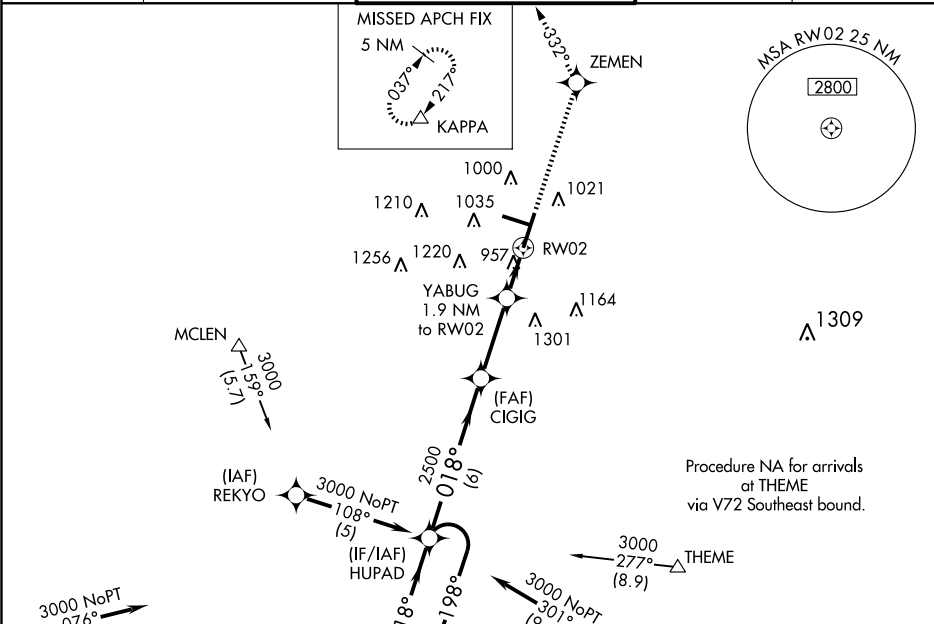 MISSED APCH FIX
5 NM
037°
217°
KAPPA
332°
ZEMEN
MSA RW02 25 NM
2800
1000
1021
1210
1035
RW02
1256
1220
957
YABUG
1.9 NM
to RW02
1164
1301
1309
MCLEN
3000
159°
(5.7)
(FAF)
CIGIG
2500
018°
(6)
Procedure NA for arrivals
at THEME
via V72 Southeast bound.
(IAF)
REKYO
3000 NoPT
108°
(5)
(IF/IAF)
HUPAD
3000
277°
(8.9)
THEME
3000 NoPT
301°
3000 NoPT
076°
18°
198°